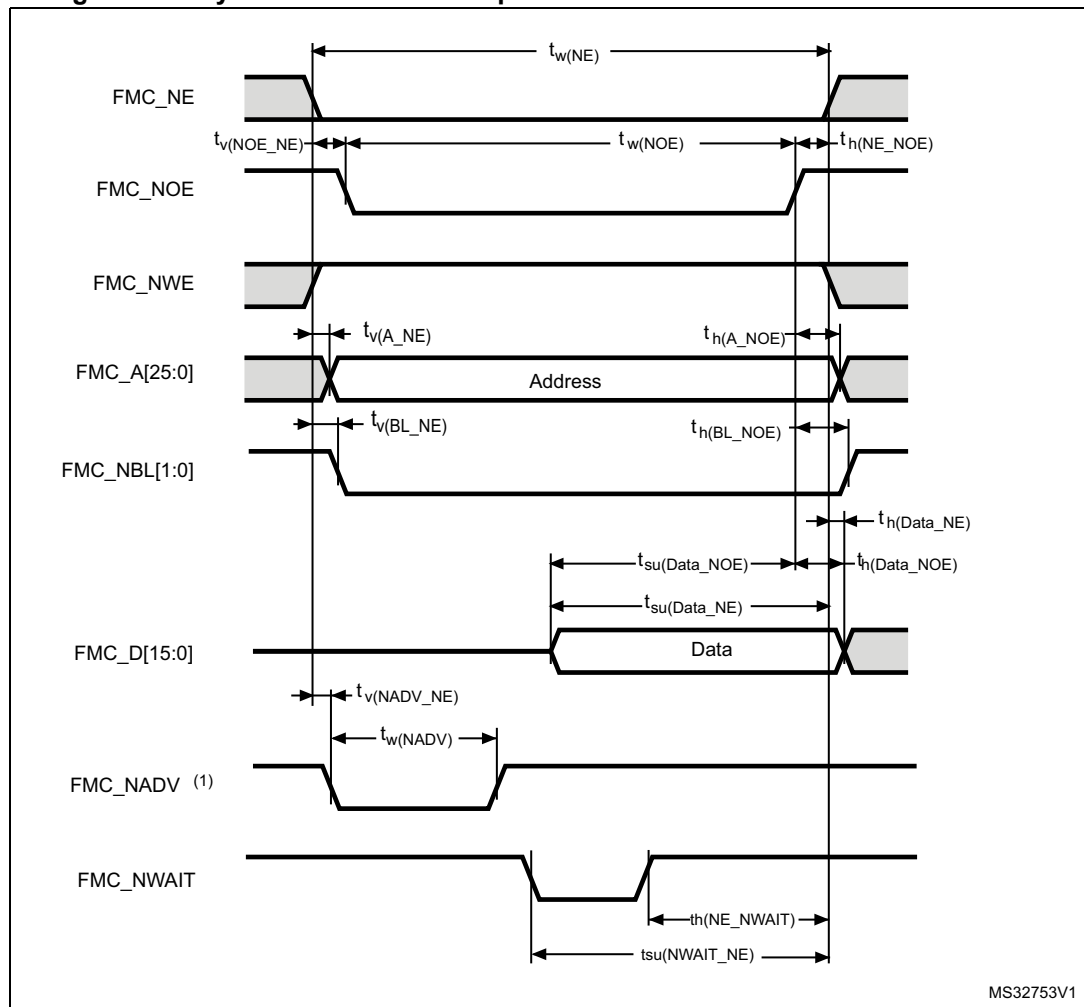 t w(NE)
FMC_NE
t v(NOE_NE)
t w(NOE)
t h(NE_NOE)
FMC_NOE
FMC_NWE
t v(A_NE)
t h(A_NOE)
FMC_A[25:0]
Address
t v(BL_NE)
t h(BL_NOE)
FMC_NBL[1:0]
t h(Data_NE)
t su(Data_NOE)
t h(Data_NOE)
t su(Data_NE)
FMC_D[15:0]
Data
t v(NADV_NE)
t w(NADV)
FMC_NADV (1)
FMC_NWAIT
th(NE_NWAIT)
tsu(NWAIT_NE)
MS32753V1